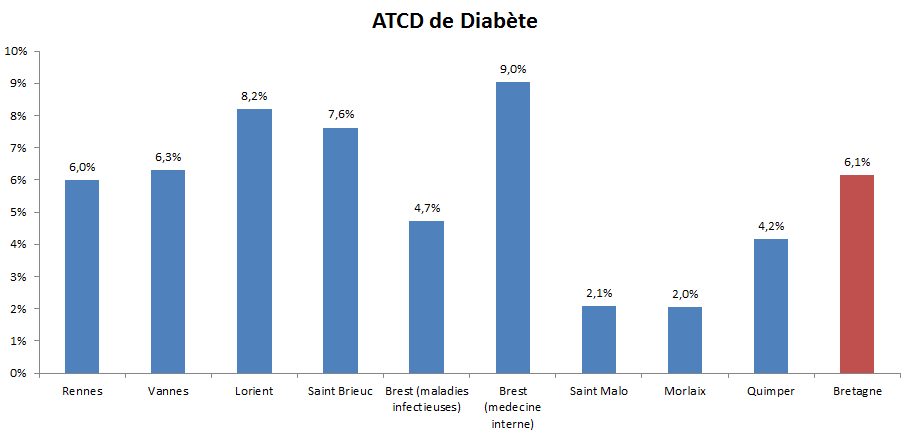 ATCD de Diabète
10%
9%
8%
7%
6%
5%
4%
3%
2%
1%
0%
6,0%
6,3%
8,2%
7,6%
4,7%
9,0%
2,1%
2,0%
4,2%
6,1%
Rennes
Vannes
Lorient
Saint Brieuc
Brest (maladies
infectieuses)
Brest
(medecine
interne)
Saint Malo
Morlaix
Quimper
Bretagne